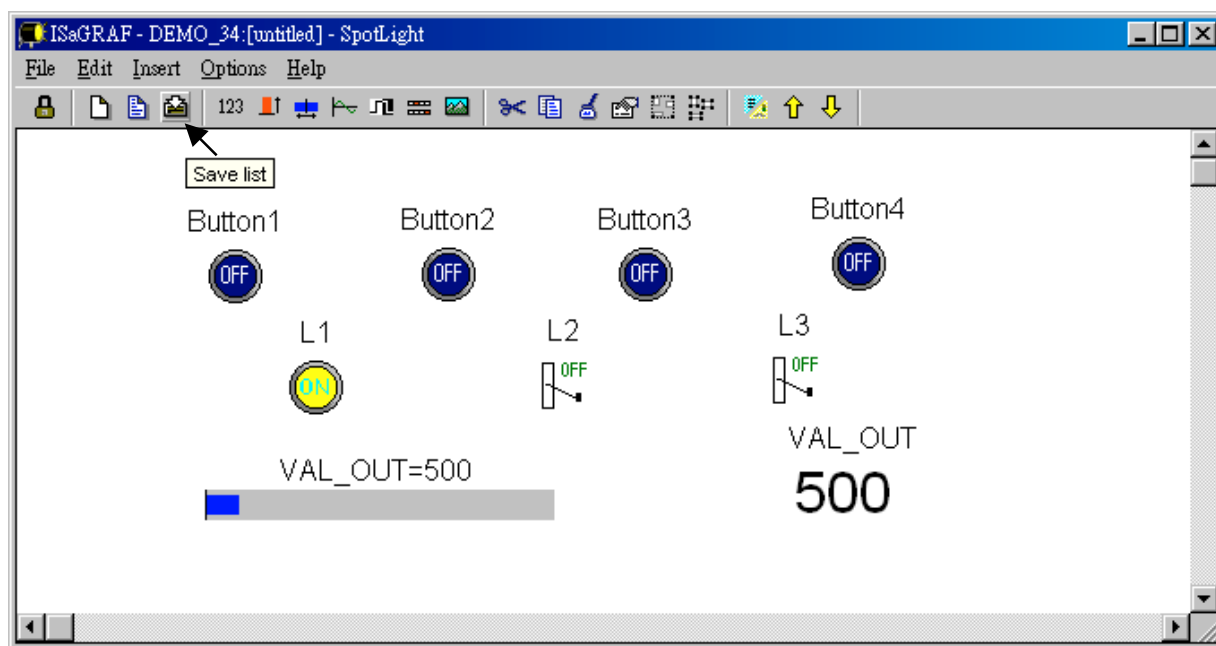 ISaGRAF - DEMO_34:[untitled] - SpotLight
File Edit Insert Options Help
123
Save list
Button1 Button2 Button3 Button4
OFF OFF OFF OFF
L1 L2 L3
ON OFF OFF
VAL_OUT
VAL_OUT=500
500